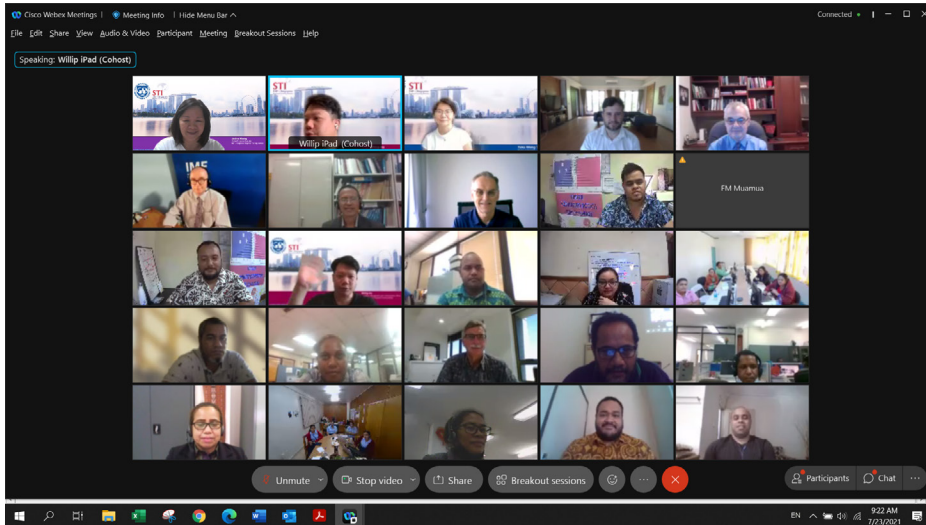 Cisco Webex Meetings | Meeting Info | Hide Menu Bar
Connected
File Edit Share View Audio & Video Participant Meeting Breakout Sessions Help
Speaking: Willip iPad (Cohost)
STI
STI
STI
Willip iPad (Cohost)
IMF
FM Muamua
STI
Unmute
Stop video
Share
Breakout sessions
Participants
Chat
EN
9:22 AM
7/23/2021